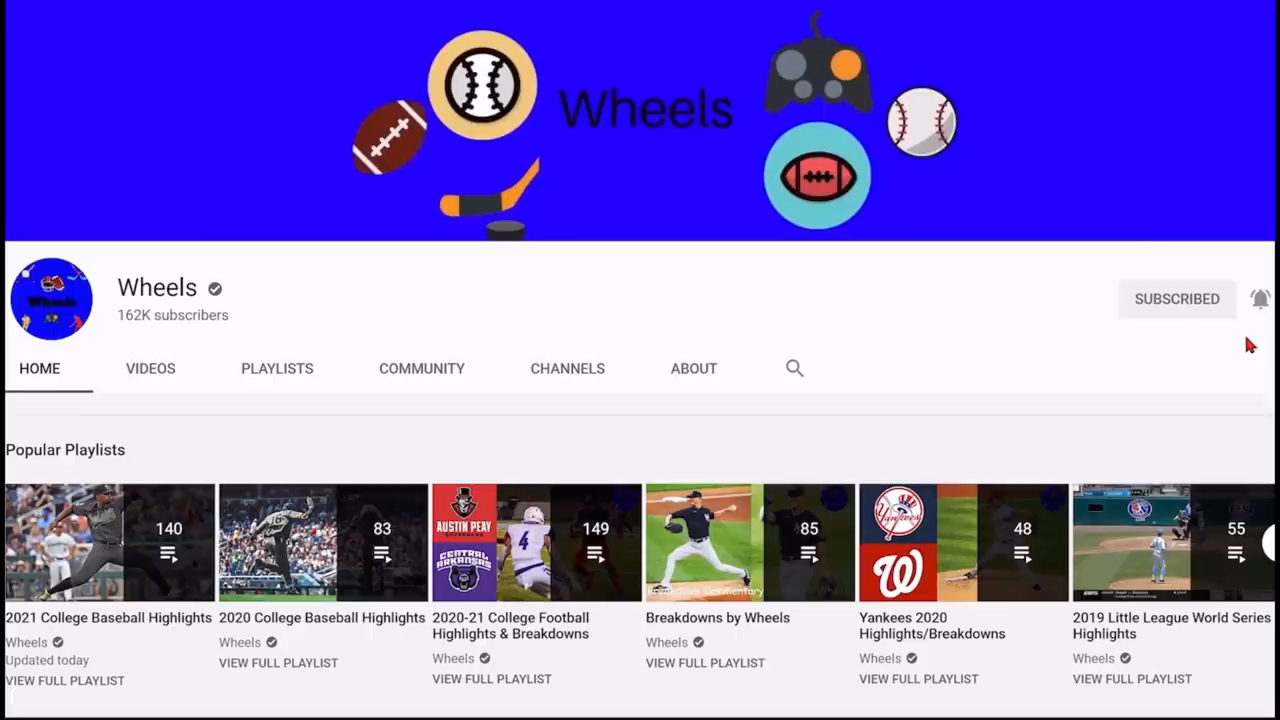 Wheels
Wheels
Wheels
162K subscribers
SUBSCRIBED
HOME
VIDEOS
PLAYLISTS
COMMUNITY
CHANNELS
ABOUT
Popular Playlists
140
2021 College Baseball Highlights
Wheels
Updated today
VIEW FULL PLAYLIST
83
2020 College Baseball Highlights
Wheels
VIEW FULL PLAYLIST
AUSTIN PEAY
CENTRAL
ARKANSAS
4
149
2020-21 College Football
Highlights & Breakdowns
Wheels
VIEW FULL PLAYLIST
Breakdown Commentary
85
Breakdowns by Wheels
Wheels
VIEW FULL PLAYLIST
Yankees
W
48
Yankees 2020
Highlights/Breakdowns
Wheels
VIEW FULL PLAYLIST
55
2019 Little League World Series
Highlights
Wheels
VIEW FULL PLAYLIST